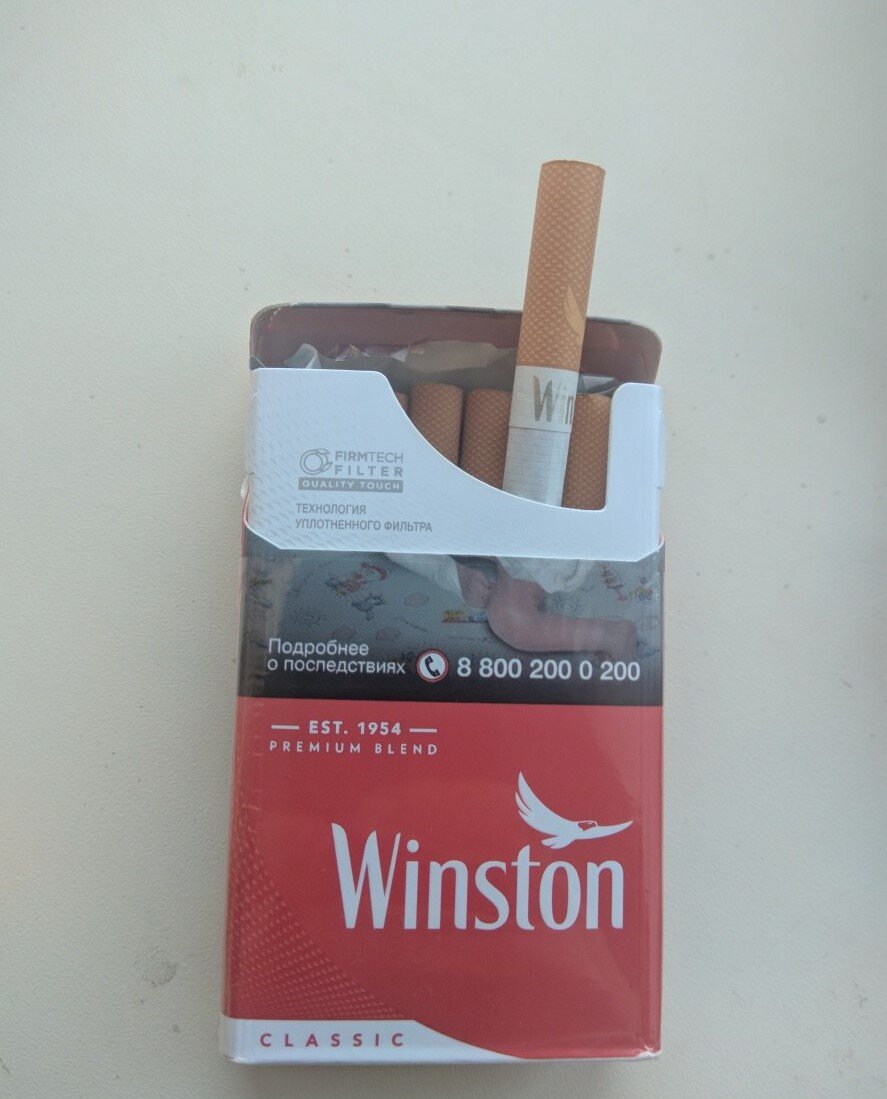 Win
FIRMTECH
FILTER
QUALITY TOUCH
ТЕХНОЛОГИЯ
УПЛОТНЕННОГО ФИЛЬТРА
Подробнее
о последствиях 8 800 200 0 200
EST. 1954
PREMIUM BLEND
Winston
CLASSIC